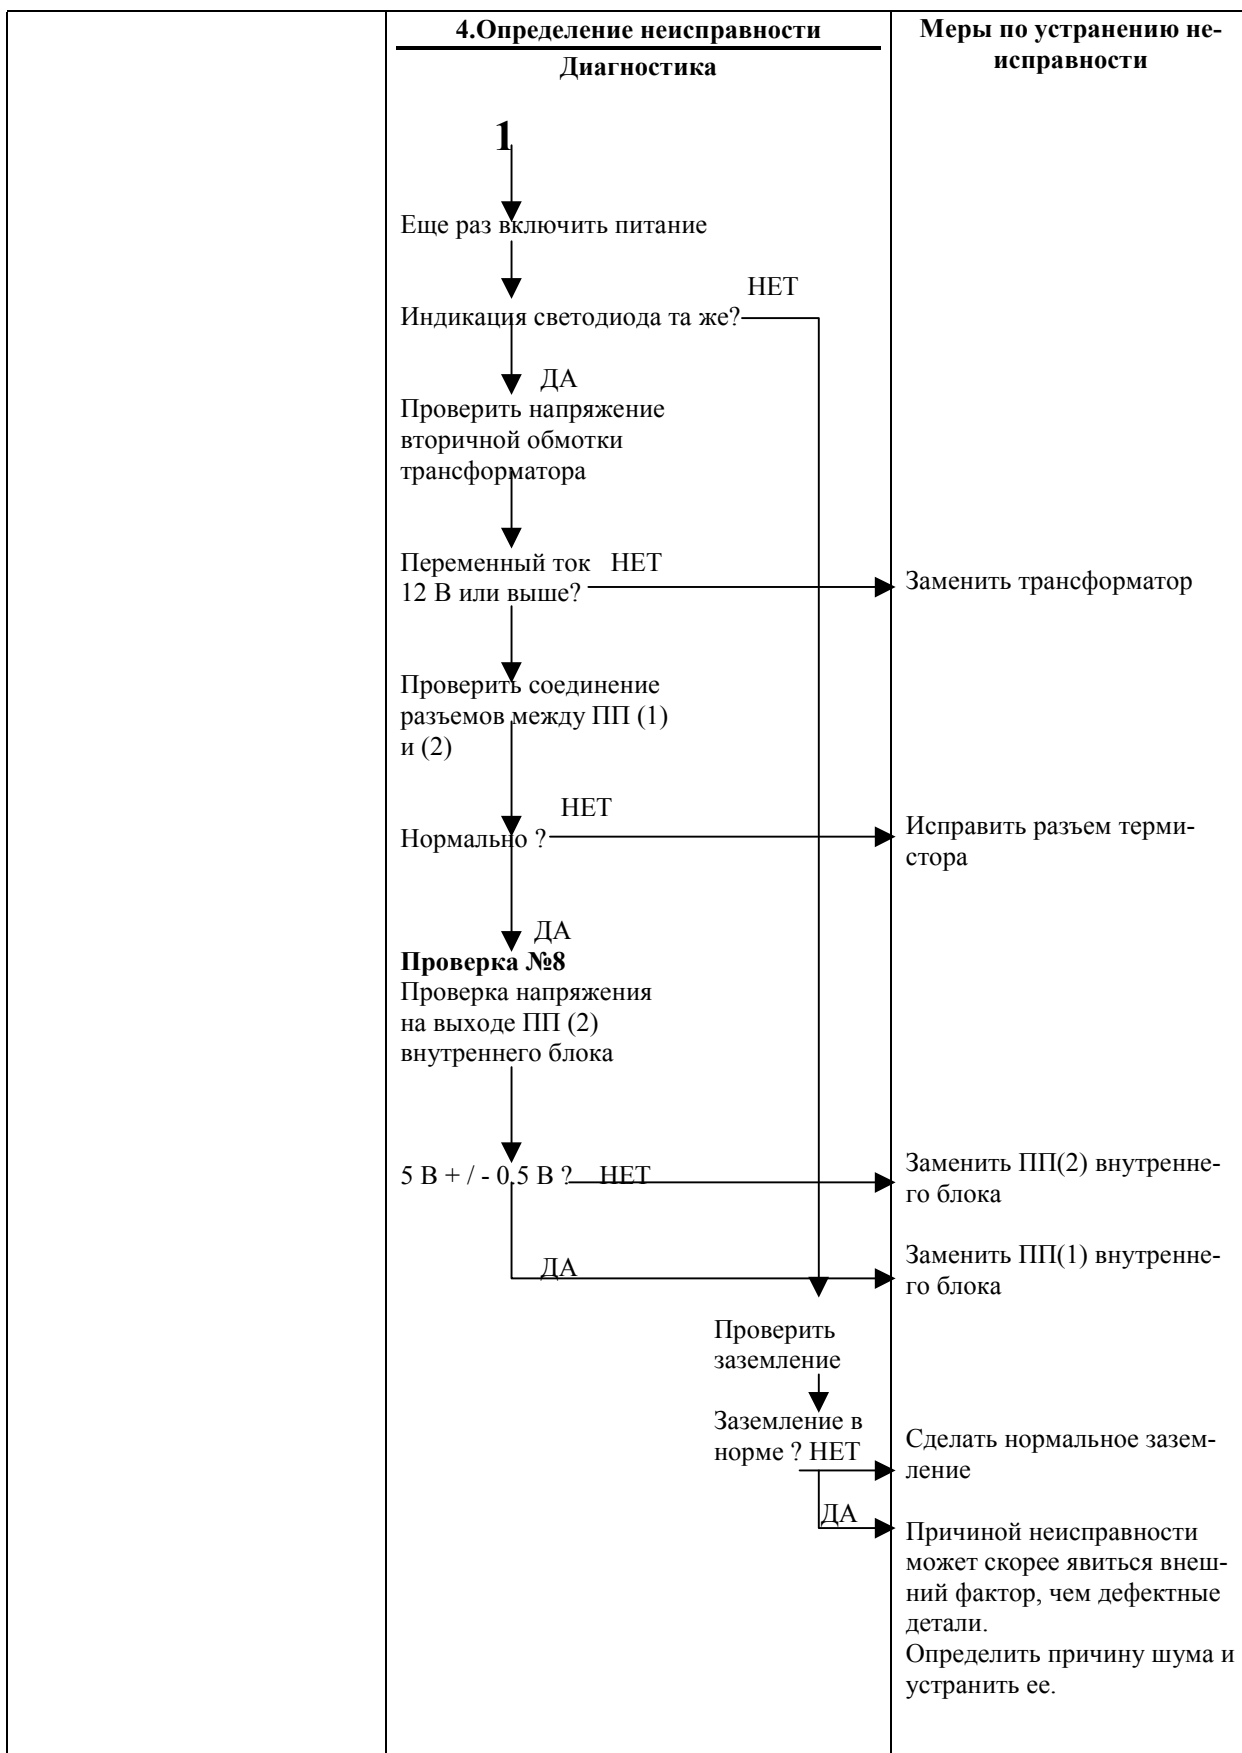 4.Определение неисправности
Диагностика
Меры по устранению не-
исправности
1
Еще раз включить питание
НЕТ
Индикация светодиода та же?
ДА
Проверить напряжение
вторичной обмотки
трансформатора
Переменный ток НЕТ
12 В или выше?
Заменить трансформатор
Проверить соединение
разъемов между ПП (1)
и (2)
НЕТ
Нормально ?
Исправить разъем терми-
стора
ДА
Проверка №8
Проверка напряжения
на выходе ПП (2)
внутреннего блока
5 В + / - 0.5 В ? НЕТ
Заменить ПП(2) внутренне-
го блока
ДА
Заменить ПП(1) внутренне-
го блока
Проверить
заземление
Заземление в
норме ? НЕТ
Сделать нормальное зазем-
ление
ДА
Причиной неисправности
может скорее явиться внеш-
ний фактор, чем дефектные
детали.
Определить причину шума и
устранить ее.